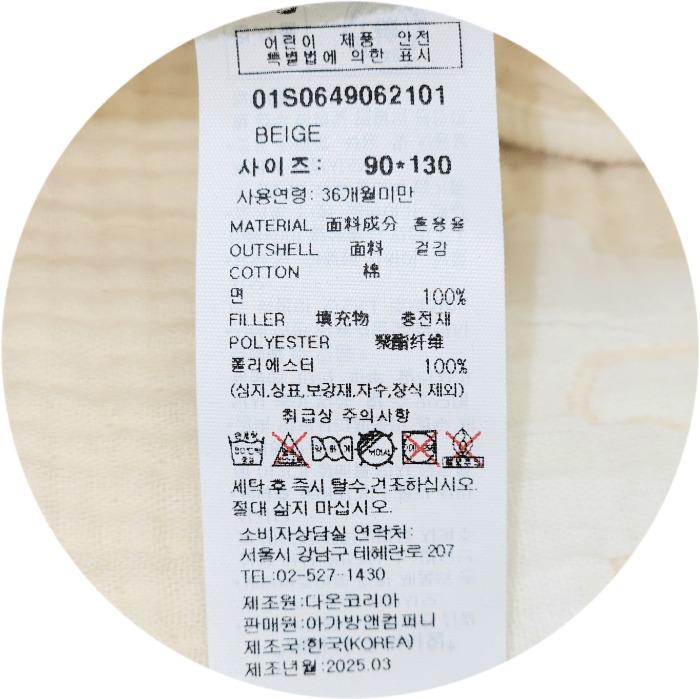 어린이 제품 안전
특별법에 의한 표시
01S0649062101
BEIGE
사이즈: 90*130
사용연령: 36개월미만
MATERIAL 面料成分 혼용율
OUTSHELL 面料 겉감
COTTON 棉
면 100%
FILLER 填充物 충전재
POLYESTER 聚酯纤维
폴리에스터 100%
(심지,상표,보강재,자수,장식 제외)
취급상 주의사항
세탁 후 즉시 탈수,건조하십시오.
절대 삶지 마십시오.
소비자상담실 연락처:
서울시 강남구 테헤란로 207
TEL:02-527-1430
제조원:다온코리아
판매원:아가방앤컴퍼니
제조국:한국(KOREA)
제조년월:2025.03